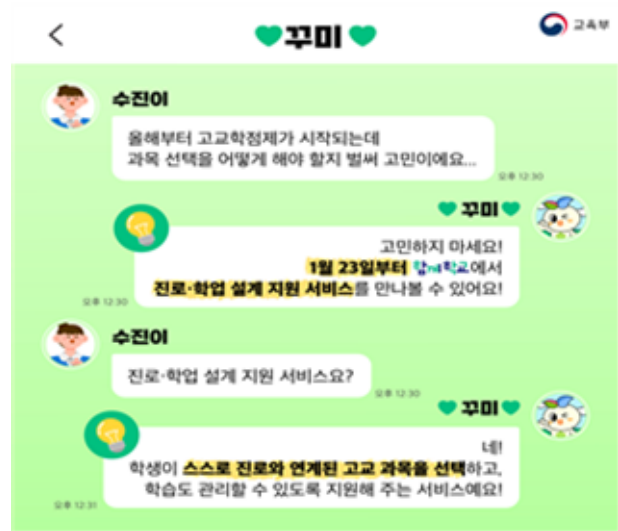 꾸미
교육부
수진이
올해부터 고교학점제가 시작되는데
과목 선택을 어떻게 해야 할지 벌써 고민이에요...
오후 12:30
꾸미
고민하지 마세요!
1월 23일부터 함께학교에서
진로·학업 설계 지원 서비스를 만나볼 수 있어요!
오후 12:30
수진이
진로·학업 설계 지원 서비스요?
오후 12:30
꾸미
네!
학생이 스스로 진로와 연계된 고교 과목을 선택하고,
학습도 관리할 수 있도록 지원해 주는 서비스예요!
오후 12:31